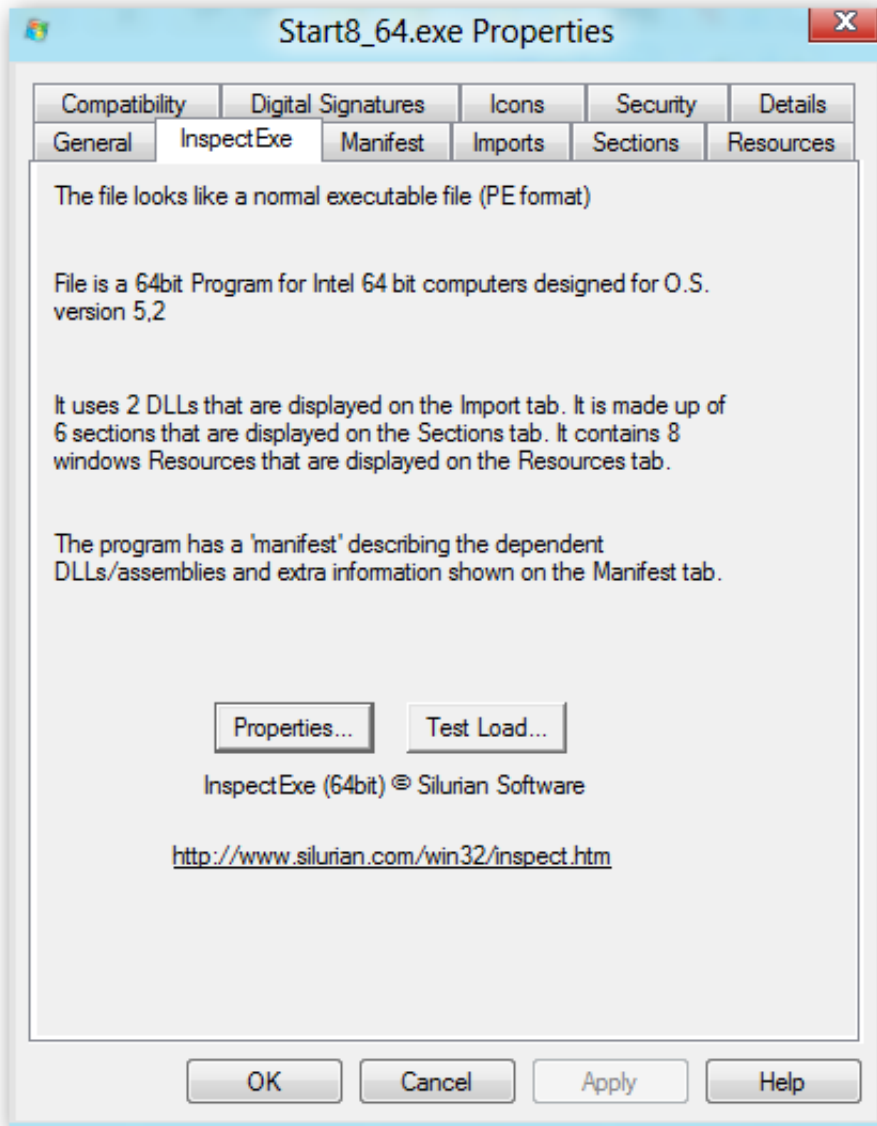 Start8_64.exe Properties
X
Compatibility Digital Signatures Icons Security Details
General InspectExe Manifest Imports Sections Resources
The file looks like a normal executable file (PE format)
File is a 64bit Program for Intel 64 bit computers designed for O.S.
version 5,2
It uses 2 DLLs that are displayed on the Import tab. It is made up of
6 sections that are displayed on the Sections tab. It contains 8
windows Resources that are displayed on the Resources tab.
The program has a 'manifest' describing the dependent
DLLs/assemblies and extra information shown on the Manifest tab.
Properties... Test Load...
InspectExe (64bit) © Silurian Software
http://www.silurian.com/win32/inspect.htm
OK Cancel Apply Help